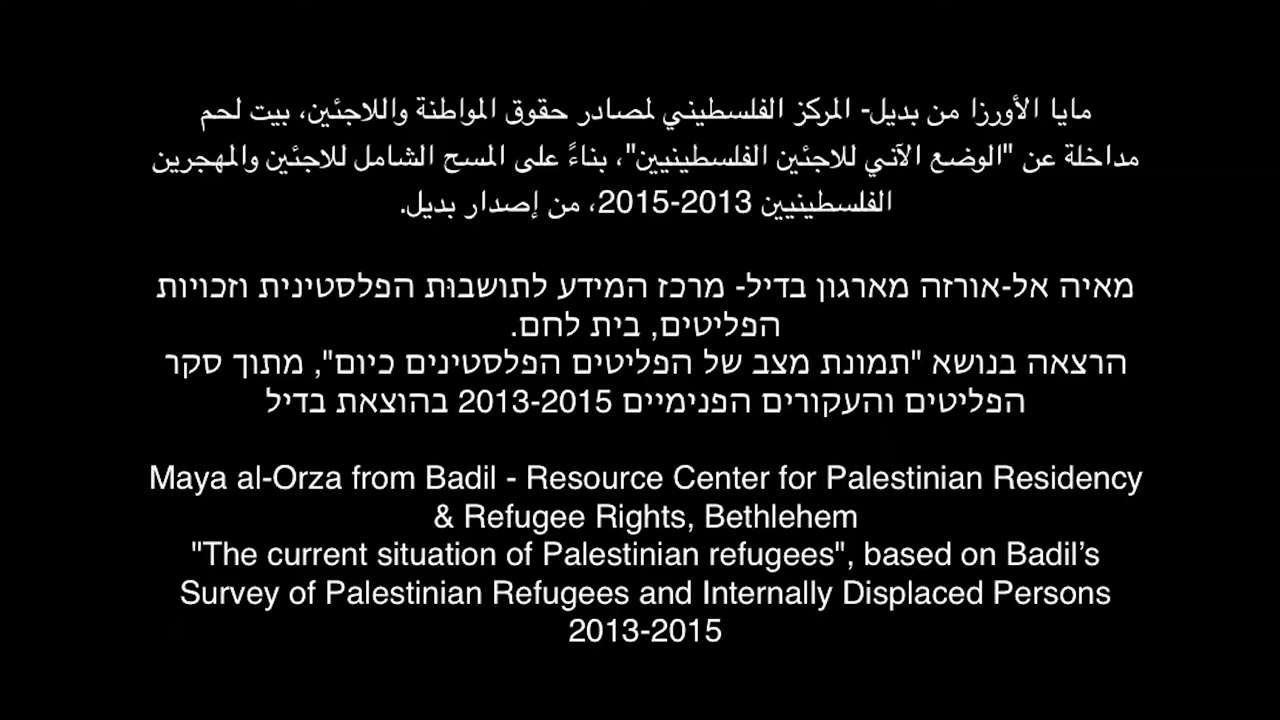 مايا الأورزا من بديل- المركز الفلسطيني لمصادر حقوق المواطنة واللاجئين، بيت لحم
مداخلة عن "الوضع الآني للاجئين الفلسطينيين"، بناءً على المسح الشامل للاجئين والمهجرين
الفلسطينيين 2013-2015، من إصدار بديل.
מאיה אל-אורזה מארגון בדיל- מרכז המידע לתושבוּת הפלסטינית וזכויות
הפליטים, בית לחם.
הרצאה בנושא "תמונת מצב של הפליטים הפלסטינים כיום", מתוך סקר
הפליטים והעקורים הפנימיים 2013-2015 בהוצאת בדיל
Maya al-Orza from Badil - Resource Center for Palestinian Residency
& Refugee Rights, Bethlehem
"The current situation of Palestinian refugees", based on Badil’s
Survey of Palestinian Refugees and Internally Displaced Persons
2013-2015